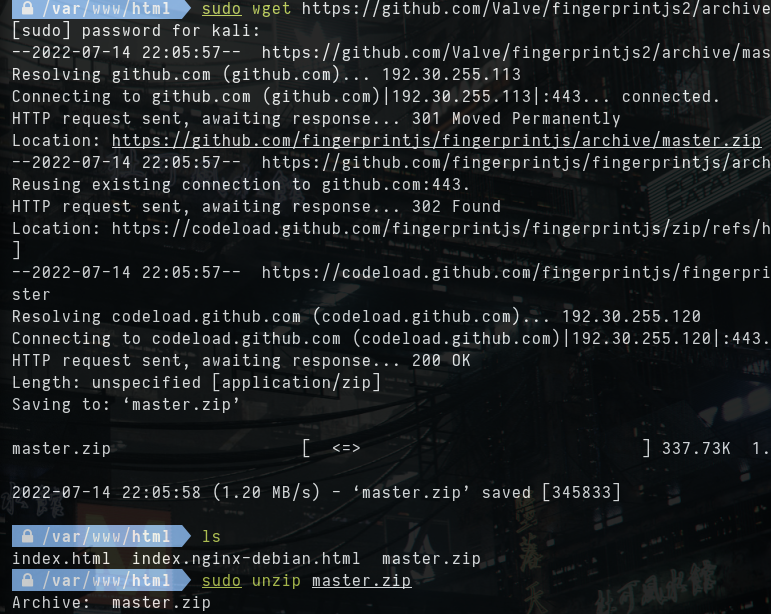 /var/www/html sudo wget https://github.com/Valve/fingerprintjs2/archive
[sudo] password for kali:
--2022-07-14 22:05:57-- https://github.com/Valve/fingerprintjs2/archive/mas
Resolving github.com (github.com)... 192.30.255.113
Connecting to github.com (github.com)|192.30.255.113|:443... connected.
HTTP request sent, awaiting response... 301 Moved Permanently
Location: https://github.com/fingerprintjs/fingerprintjs/archive/master.zip
--2022-07-14 22:05:57-- https://github.com/fingerprintjs/fingerprintjs/arch
Reusing existing connection to github.com:443.
HTTP request sent, awaiting response... 302 Found
Location: https://codeload.github.com/fingerprintjs/fingerprintjs/zip/refs/h
]
--2022-07-14 22:05:57-- https://codeload.github.com/fingerprintjs/fingerpri
ster
Resolving codeload.github.com (codeload.github.com)... 192.30.255.120
Connecting to codeload.github.com (codeload.github.com)|192.30.255.120|:443.
HTTP request sent, awaiting response... 200 OK
Length: unspecified [application/zip]
Saving to: ‘master.zip’
master.zip [ <=> ] 337.73K 1.
2022-07-14 22:05:58 (1.20 MB/s) - ‘master.zip’ saved [345833]
/var/www/html ls
index.html index.nginx-debian.html master.zip
/var/www/html sudo unzip master.zip
Archive: master.zip